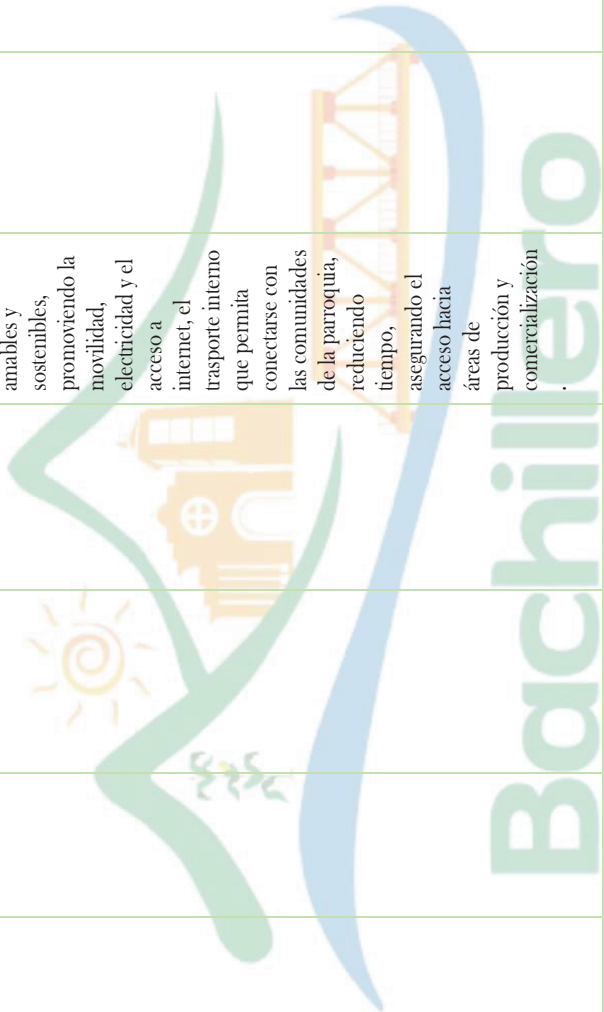 amables y
sostenibles,
promoviendo la
movilidad,
electricidad y el
acceso a
internet, el
trasporte interno
que permita
conectarse con
las comunidades
de la parroquia,
reduciendo
tiempo,
asegurando el
acceso hacia
áreas de
producción y
comercialización
.
Bachillero